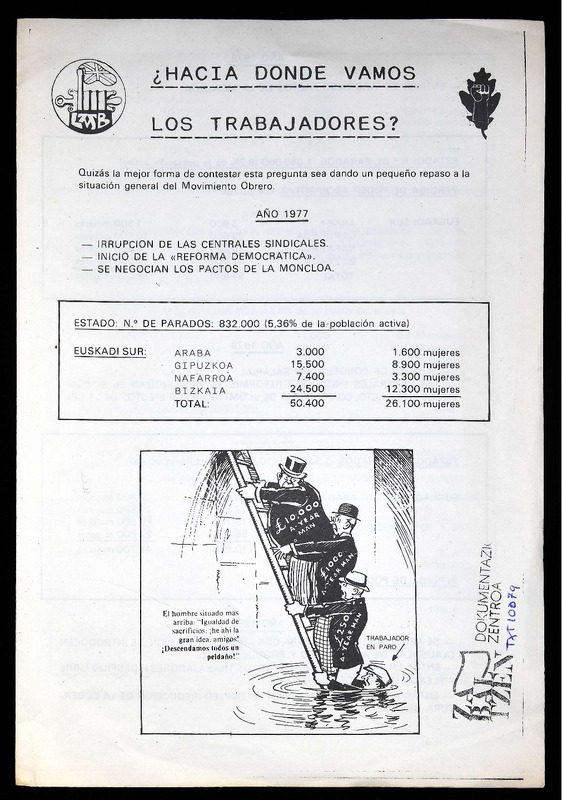 LMB
¿HACIA DONDE VAMOS
LOS TRABAJADORES?
Quizás la mejor forma de contestar esta pregunta sea dando un pequeño repaso a la
situación general del Movimiento Obrero.
AÑO 1977
— IRRUPCION DE LAS CENTRALES SINDICALES.
— INICIO DE LA «REFORMA DEMOCRATICA».
— SE NEGOCIAN LOS PACTOS DE LA MONCLOA.
ESTADO: N.º DE PARADOS: 832.000 (5,36% de la población activa)
EUSKADI SUR: ARABA 3.000 1.600 mujeres
GIPUZKOA 15.500 8.900 mujeres
NAFARROA 7.400 3.300 mujeres
BIZKAIA 24.500 12.300 mujeres
TOTAL: 50.400 26.100 mujeres
£10,000
A-YEAR
MAN
£1000
A-YEAR MAN
£250
A-YEAR MAN
El hombre situado más
arriba: "Igualdad de
sacrificios: ¡he ahí la
gran idea, amigos!
¡Descendamos todos un
peldaño!"
TRABAJADOR
EN PARO
DOKUMENTAZIO
ZENTROA
TXT10079